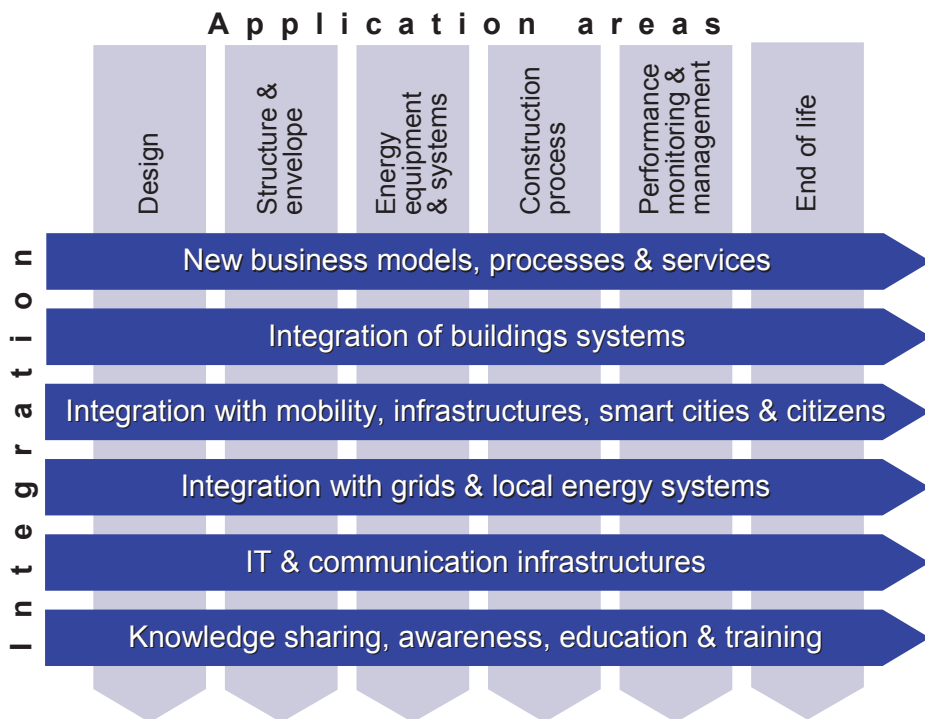 Application areas
Design
Structure &
envelope
Energy
equipment
& systems
Construction
process
Performance
monitoring &
management
End of life
Integration
New business models, processes & services
Integration of buildings systems
Integration with mobility, infrastructures, smart cities & citizens
Integration with grids & local energy systems
IT & communication infrastructures
Knowledge sharing, awareness, education & training